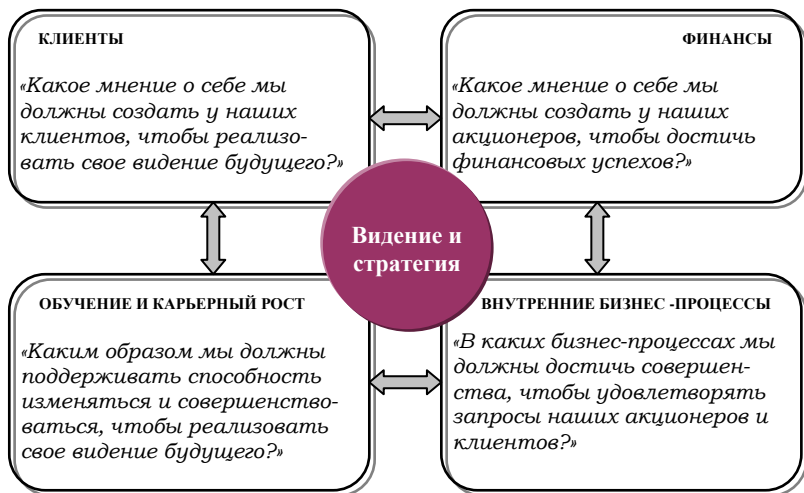 КЛИЕНТЫ
«Какое мнение о себе мы
должны создать у наших
клиентов, чтобы реализо-
вать свое видение будущего?»
ФИНАНСЫ
«Какое мнение о себе мы
должны создать у наших
акционеров, чтобы достичь
финансовых успехов?»
Видение и
стратегия
ОБУЧЕНИЕ И КАРЬЕРНЫЙ РОСТ
«Каким образом мы должны
поддерживать способность
изменяться и совершенство-
ваться, чтобы реализовать
свое видение будущего?»
ВНУТРЕННИЕ БИЗНЕС -ПРОЦЕССЫ
«В каких бизнес-процессах мы
должны достичь совершен-
ства, чтобы удовлетворять
запросы наших акционеров и
клиентов?»